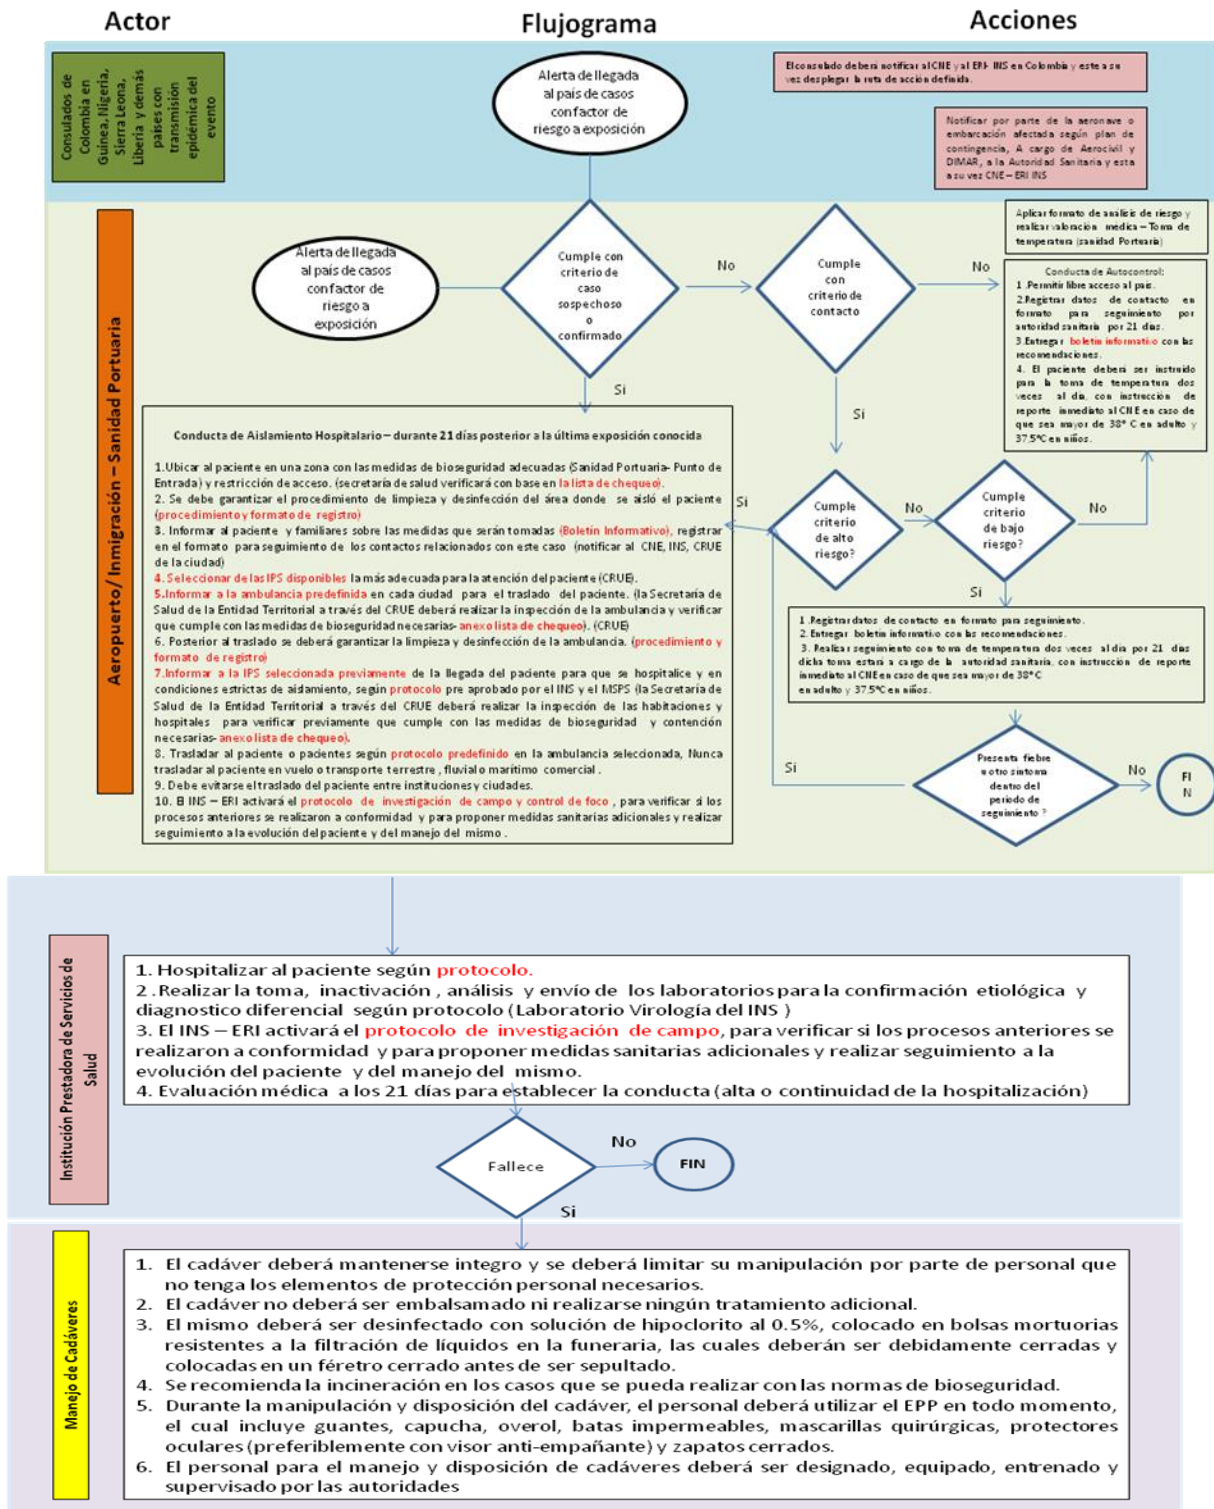 Actor
Flujograma
Acciones
Consulados de
Colombia en
Guinea, Nigeria,
Sierra Leona,
Liberia y demás
países con
transmisión
epidémica del
evento
Alerta de llegada
al país de casos
con factor de
riesgo a exposición
El consulado deberá notificar al CNE y al ERI- INS en Colombia y este a su
vez desplegar la ruta de acción definida.
Notificar por parte de la aeronave o
embarcación afectada según plan de
contingencia, A cargo de Aerocivil y
DIMAR, a la Autoridad Sanitaria y esta
a su vez CNE – ERI INS
Aeropuerto/ Inmigración – Sanidad Portuaria
Alerta de llegada
al país de casos
con factor de
riesgo a
exposición
Cumple con
criterio de
caso
sospechoso
o
confirmado
No
Cumple
con
criterio de
contacto
No
Aplicar formato de análisis de riesgo y
realizar valoración médica – Toma de
temperatura (sanidad Portuaria)
Conducta de Autocontrol:
1 .Permitir libre acceso al país.
2.Registrar datos de contacto en
formato para seguimiento por
autoridad sanitaria por 21 días.
3.Entregar boletín informativo con las
recomendaciones.
4. El paciente deberá ser instruido
para la toma de temperatura dos
veces al día, con instrucción de
reporte inmediato al CNE en caso de
que sea mayor de 38° C en adulto y
37.5°C en niños.
Si
Si
Conducta de Aislamiento Hospitalario – durante 21 días posterior a la última exposición conocida
1.Ubicar al paciente en una zona con las medidas de bioseguridad adecuadas (Sanidad Portuaria- Punto de
Entrada) y restricción de acceso. (secretaría de salud verificará con base en la lista de chequeo).
2. Se debe garantizar el procedimiento de limpieza y desinfección del área donde se aisló el paciente
(procedimiento y formato de registro)
3. Informar al paciente y familiares sobre las medidas que serán tomadas (Boletín Informativo), registrar
en el formato para seguimiento de los contactos relacionados con este caso (notificar al CNE, INS, CRUE
de la ciudad)
4. Seleccionar de las IPS disponibles la más adecuada para la atención del paciente (CRUE).
5.Informar a la ambulancia predefinida en cada ciudad para el traslado del paciente. (la Secretaría de
Salud de la Entidad Territorial a través del CRUE deberá realizar la inspección de la ambulancia y verificar
que cumple con las medidas de bioseguridad necesarias- anexo lista de chequeo). (CRUE)
6. Posterior al traslado se deberá garantizar la limpieza y desinfección de la ambulancia. (procedimiento y
formato de registro)
7.Informar a la IPS seleccionada previamente de la llegada del paciente para que se hospitalice y en
condiciones estrictas de aislamiento, según protocolo pre aprobado por el INS y el MSPS (la Secretaría de
Salud de la Entidad Territorial a través del CRUE deberá realizar la inspección de las habitaciones y
hospitales para verificar previamente que cumple con las medidas de bioseguridad y contención
necesarias- anexo lista de chequeo).
8. Trasladar al paciente o pacientes según protocolo predefinido en la ambulancia seleccionada, Nunca
trasladar al paciente en vuelo o transporte terrestre , fluvial o marítimo comercial .
9. Debe evitarse el traslado del paciente entre instituciones y ciudades.
10. El INS – ERI activará el protocolo de investigación de campo y control de foco , para verificar si los
procesos anteriores se realizaron a conformidad y para proponer medidas sanitarias adicionales y realizar
seguimiento a la evolución del paciente y del manejo del mismo .
Si
Cumple
criterio
de alto
riesgo?
No
Cumple
criterio
de bajo
riesgo?
No
Si
1 .Registrar datos de contacto en formato para seguimiento.
2. Entregar boletín informativo con las recomendaciones.
3. Realizar seguimiento con toma de temperatura dos veces al día por 21 días
dicha toma estará a cargo de la autoridad sanitaria, con instrucción de reporte
inmediato al CNE en caso de que sea mayor de 38° C
en adulto y 37.5°C en niños.
Si
Presenta fiebre
u otro síntoma
dentro del
periodo de
seguimiento ?
No
FI
N
Institución Prestadora de Servicios de
Salud
1. Hospitalizar al paciente según protocolo.
2 .Realizar la toma, inactivación , análisis y envío de los laboratorios para la confirmación etiológica y
diagnostico diferencial según protocolo (Laboratorio Virología del INS )
3. El INS – ERI activará el protocolo de investigación de campo, para verificar si los procesos anteriores se
realizaron a conformidad y para proponer medidas sanitarias adicionales y realizar seguimiento a la
evolución del paciente y del manejo del mismo.
4. Evaluación médica a los 21 días para establecer la conducta (alta o continuidad de la hospitalización)
Fallece
No
FIN
Si
Manejo de Cadáveres
1. El cadáver deberá mantenerse integro y se deberá limitar su manipulación por parte de personal que
no tenga los elementos de protección personal necesarios.
2. El cadáver no deberá ser embalsamado ni realizarse ningún tratamiento adicional.
3. El mismo deberá ser desinfectado con solución de hipoclorito al 0.5%, colocado en bolsas mortuorias
resistentes a la filtración de líquidos en la funeraria, las cuales deberán ser debidamente cerradas y
colocadas en un féretro cerrado antes de ser sepultado.
4. Se recomienda la incineración en los casos que se pueda realizar con las normas de bioseguridad.
5. Durante la manipulación y disposición del cadáver, el personal deberá utilizar el EPP en todo momento,
el cual incluye guantes, capucha, overol, batas impermeables, mascarillas quirúrgicas, protectores
oculares (preferiblemente con visor anti-empañante) y zapatos cerrados.
6. El personal para el manejo y disposición de cadáveres deberá ser designado, equipado, entrenado y
supervisado por las autoridades